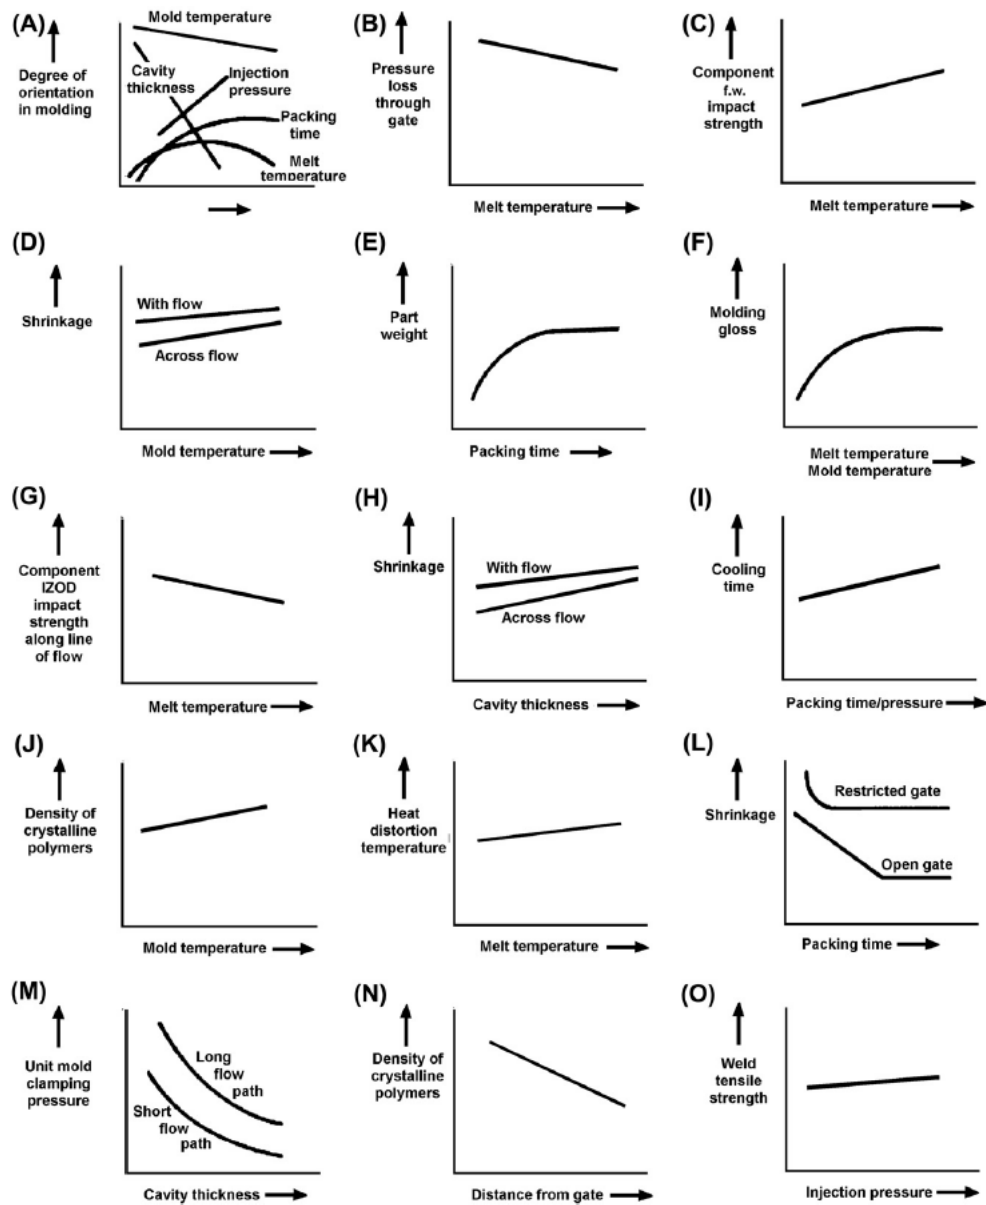 (A)
Degree of
orientation
in molding
Mold temperature
Cavity
thickness
Injection
pressure
Packing
time
Melt
temperature
(B)
Pressure
loss
through
gate
Melt temperature
(C)
Component
f.w.
impact
strength
Melt temperature
(D)
Shrinkage
With flow
Across flow
Mold temperature
(E)
Part
weight
Packing time
(F)
Molding
gloss
Melt temperature
Mold temperature
(G)
Component
IZOD
impact
strength
along line
of flow
Melt temperature
(H)
Shrinkage
With flow
Across flow
Cavity thickness
(I)
Cooling
time
Packing time/pressure
(J)
Density of
crystalline
polymers
Mold temperature
(K)
Heat
distortion
temperature
Melt temperature
(L)
Shrinkage
Restricted gate
Open gate
Packing time
(M)
Unit mold
clamping
pressure
Long
flow
path
Short
flow
path
Cavity thickness
(N)
Density of
crystalline
polymers
Distance from gate
(O)
Weld
tensile
strength
Injection pressure